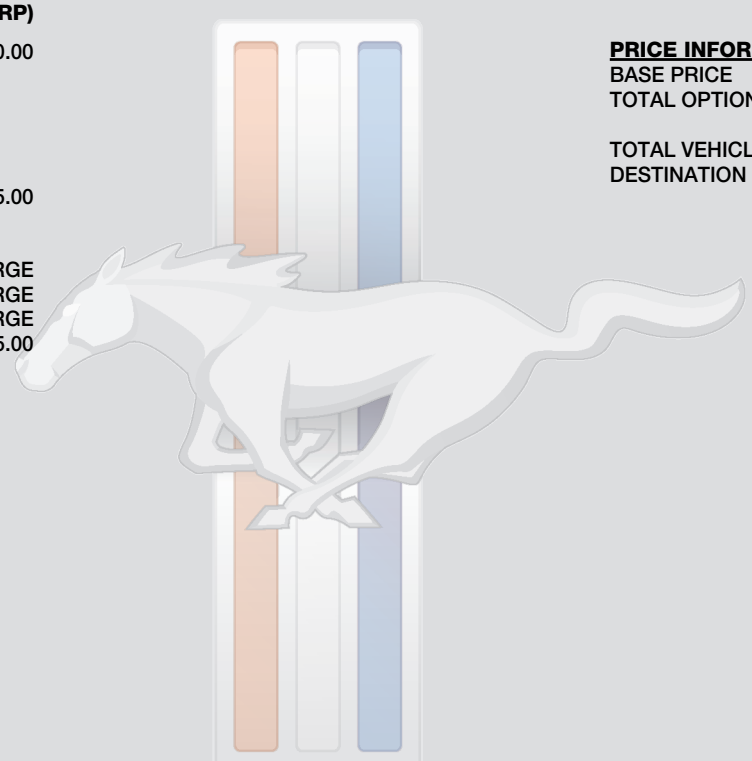 RP)
0.00
5.00
RGE
RGE
RGE
5.00
PRICE INFOR
BASE PRICE
TOTAL OPTION
TOTAL VEHICL
DESTINATION